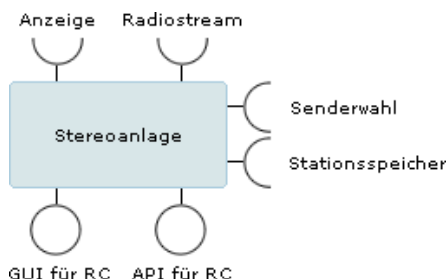 Anzeige Radiostream
Senderwahl
Stereoanlage
Stationsspeicher
GUI für RC API für RC